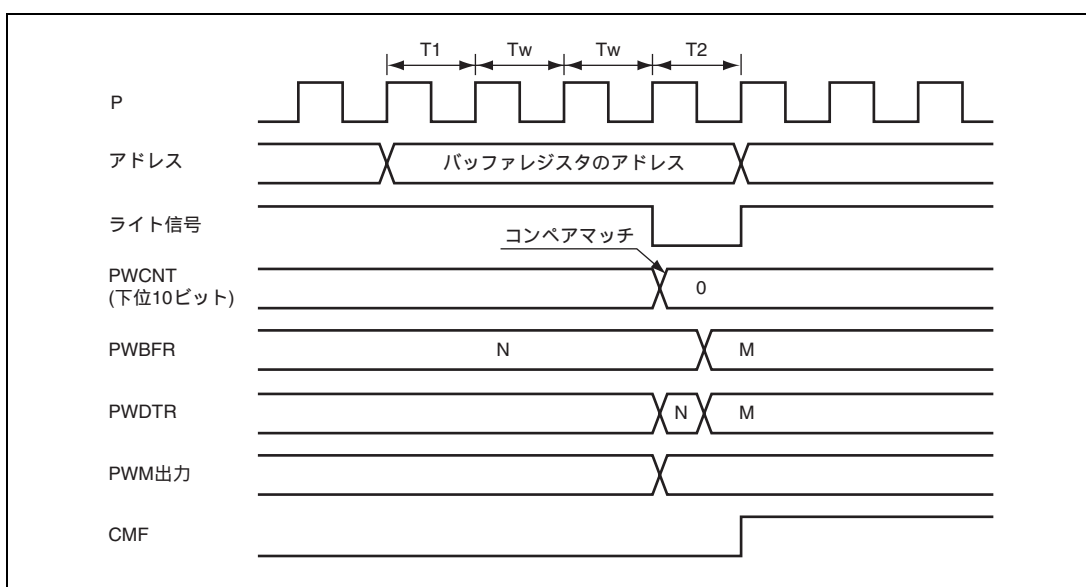 T1 Tw Tw T2
P
アドレス バッファレジスタのアドレス
ライト信号
コンペアマッチ
PWCNT
(下位10ビット) 0
PWBFR N M
PWDTR N M
PWM出力
CMF